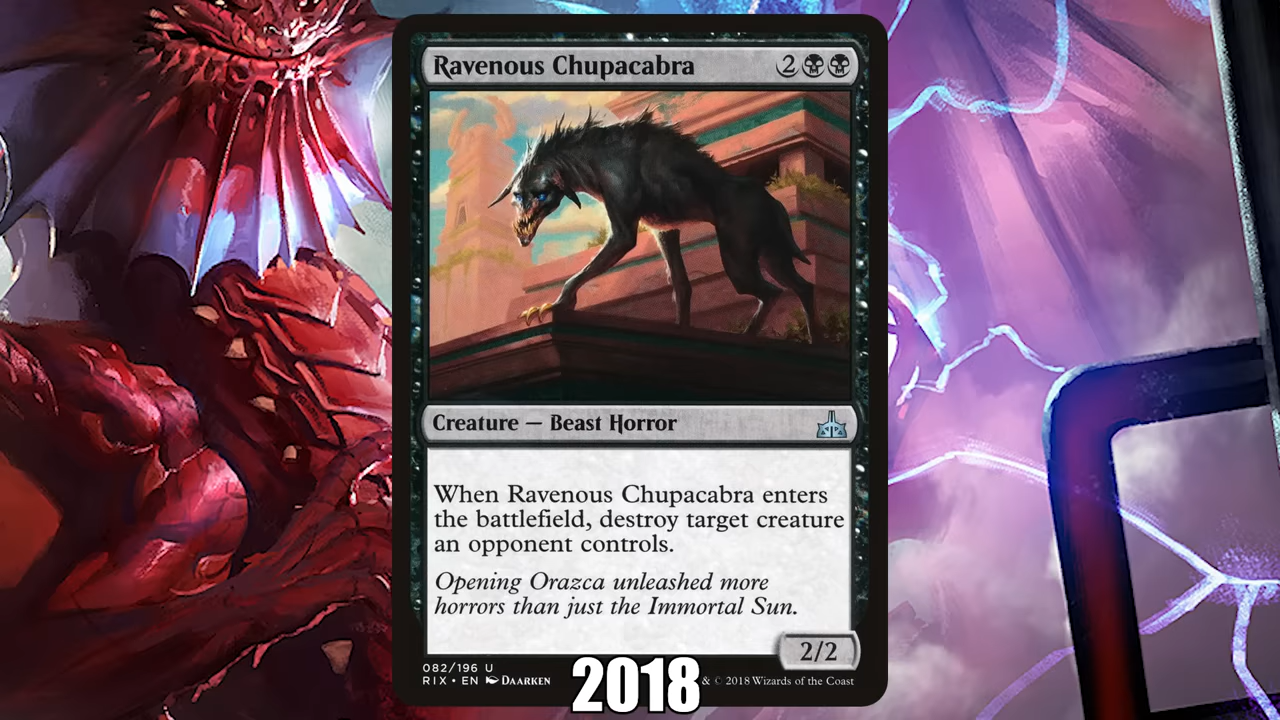 Ravenous Chupacabra 2
Creature — Beast Horror
When Ravenous Chupacabra enters
the battlefield, destroy target creature
an opponent controls.
Opening Orazca unleashed more
horrors than just the Immortal Sun.
2/2
082/196 U
RIX • EN DAARKEN
& © 2018 Wizards of the Coast
2018